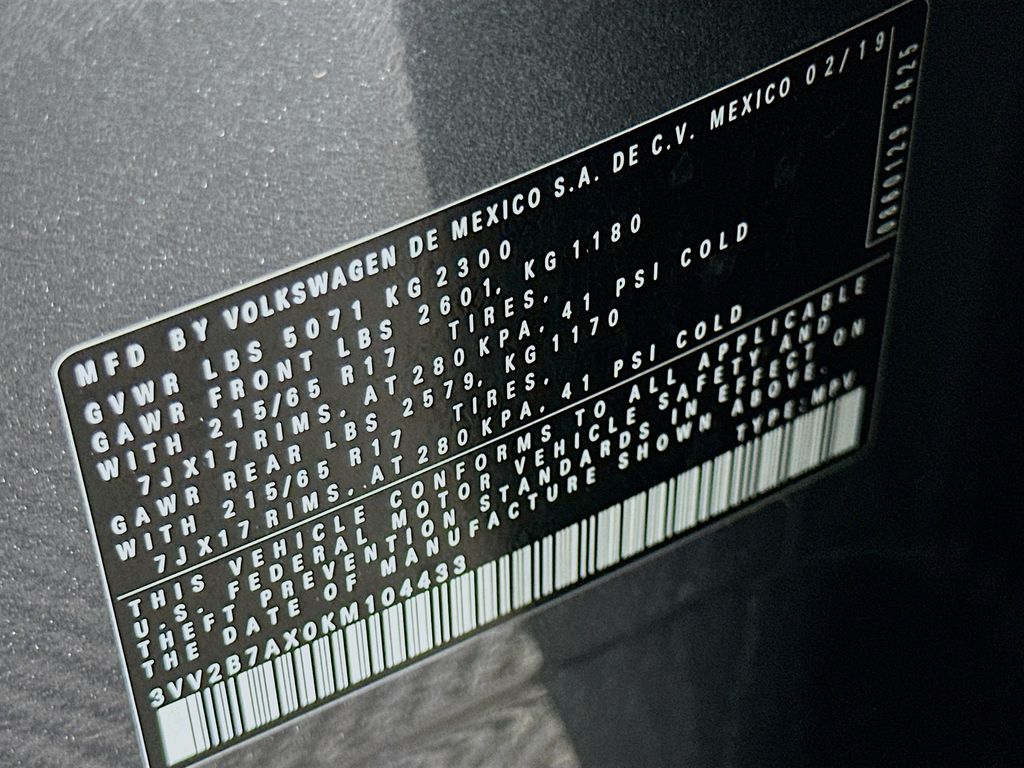 MFD BY VOLKSWAGEN DE MEXICO S.A. DE C.V. MEXICO 02/19
GVWR LBS 5071 KG 2300
GAWR FRONT LBS 2601, KG 1180
WITH 215/65 R17 TIRES,
7JX17 RIMS, AT 280 KPA, 41 PSI COLD
GAWR REAR LBS 2579, KG 1170
WITH 215/65 R17 TIRES,
7JX17 RIMS, AT 280 KPA, 41 PSI COLD
THIS VEHICLE CONFORMS TO ALL APPLICABLE
U.S. FEDERAL MOTOR VEHICLE SAFETY AND
THEFT PREVENTION STANDARDS IN EFFECT ON
THE DATE OF MANUFACTURE SHOWN ABOVE.
3VV2B7AX0KM104433 TYPE:MPV
3425